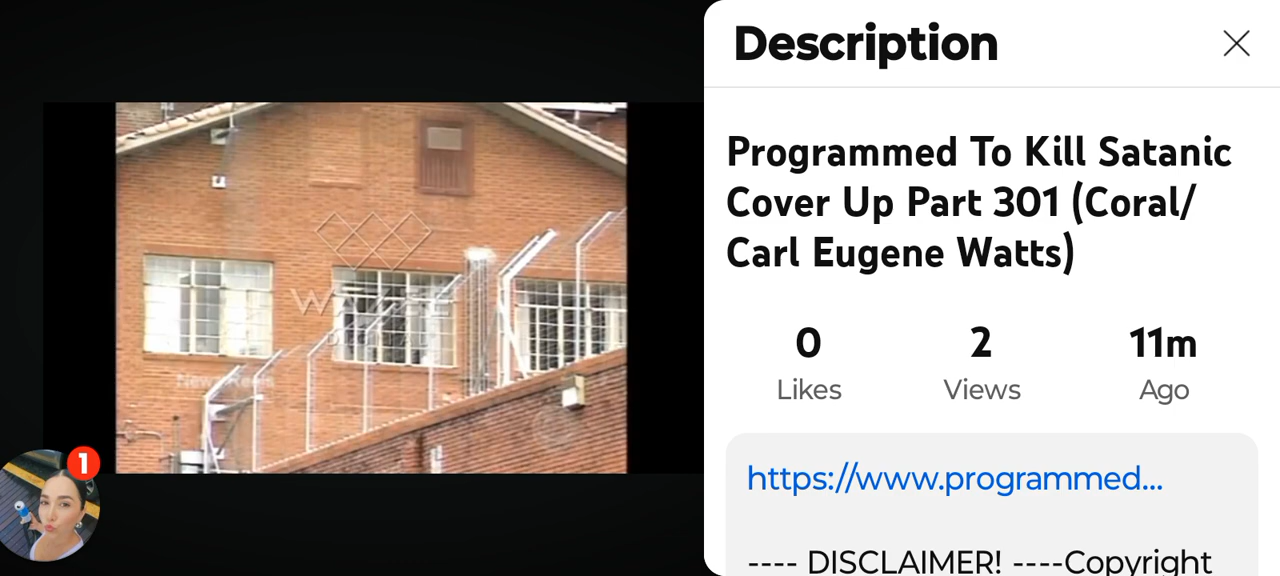 Description
Programmed To Kill Satanic
Cover Up Part 301 (Coral/
Carl Eugene Watts)
0
2
11m
Likes
Views
Ago
https://www.programmed...
---- DISCLAIMER! ----Copyright
1